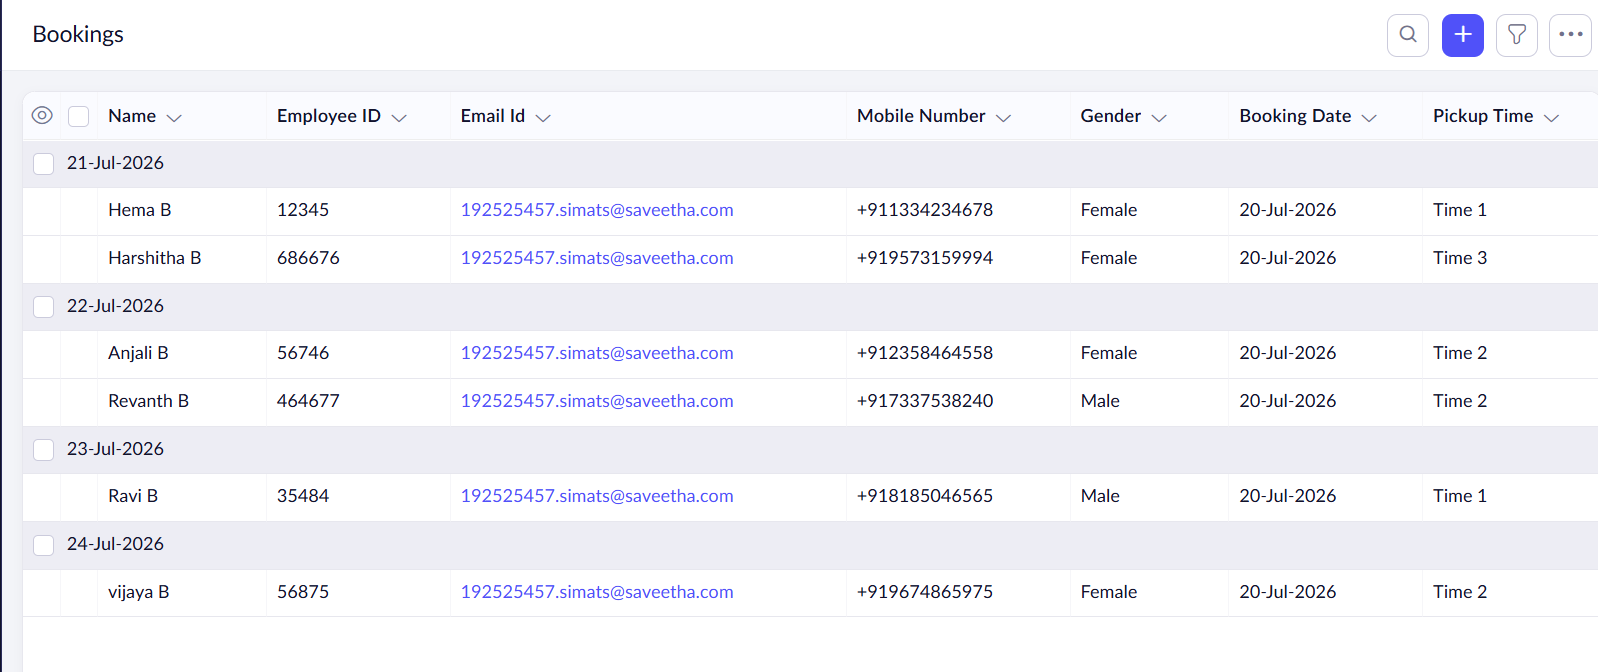 Bookings
Name Employee ID Email Id Mobile Number Gender Booking Date Pickup Time
21-Jul-2026
Hema B 12345 192525457.simats@saveetha.com +911334234678 Female 20-Jul-2026 Time 1
Harshitha B 686676 192525457.simats@saveetha.com +919573159994 Female 20-Jul-2026 Time 3
22-Jul-2026
Anjali B 56746 192525457.simats@saveetha.com +912358464558 Female 20-Jul-2026 Time 2
Revanth B 464677 192525457.simats@saveetha.com +917337538240 Male 20-Jul-2026 Time 2
23-Jul-2026
Ravi B 35484 192525457.simats@saveetha.com +918185046565 Male 20-Jul-2026 Time 1
24-Jul-2026
vijaya B 56875 192525457.simats@saveetha.com +919674865975 Female 20-Jul-2026 Time 2